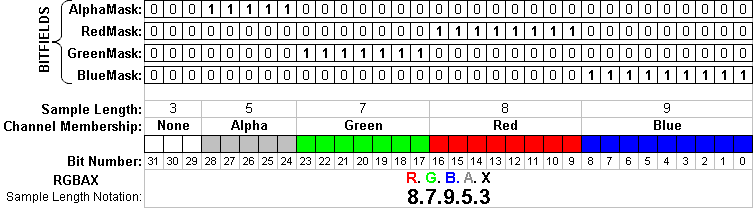 BITFIELDS
AlphaMask: 0 0 0 1 1 1 1 1 0 0 0 0 0 0 0 0 0 0 0 0 0 0 0 0 0 0 0 0 0 0 0 0
RedMask: 0 0 0 0 0 0 0 0 0 0 0 0 0 0 0 1 1 1 1 1 1 1 1 0 0 0 0 0 0 0 0 0
GreenMask: 0 0 0 0 0 0 0 0 1 1 1 1 1 1 1 0 0 0 0 0 0 0 0 0 0 0 0 0 0 0 0 0
BlueMask: 0 0 0 0 0 0 0 0 0 0 0 0 0 0 0 0 0 0 0 0 0 0 0 1 1 1 1 1 1 1 1 1
Sample Length: 3 5 7 8 9
Channel Membership: None Alpha Green Red Blue
Bit Number: 31 30 29 28 27 26 25 24 23 22 21 20 19 18 17 16 15 14 13 12 11 10 9 8 7 6 5 4 3 2 1 0
RGBAX R. G. B. A. X
Sample Length Notation: 8.7.9.5.3